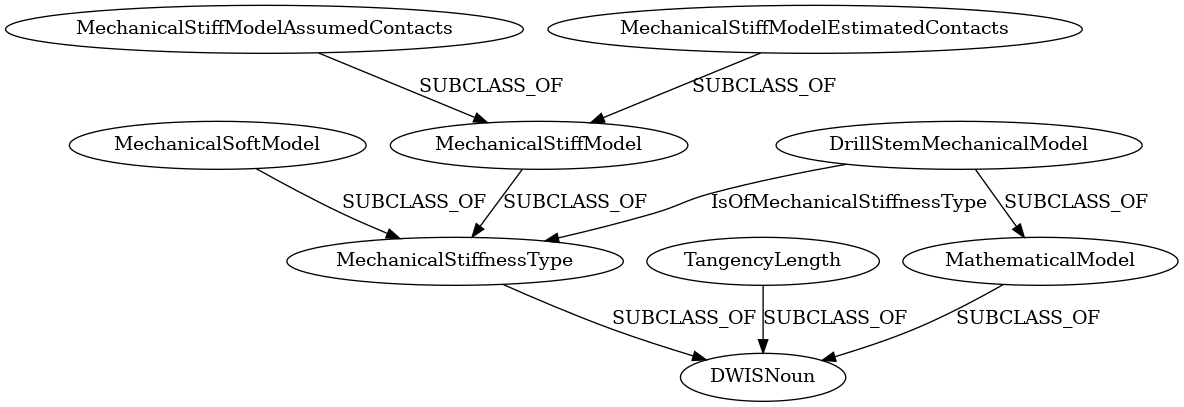 MechanicalStiffModelAssumedContacts
MechanicalStiffModelEstimatedContacts
SUBCLASS_OF
SUBCLASS_OF
MechanicalSoftModel
MechanicalStiffModel
DrillStemMechanicalModel
SUBCLASS_OF
SUBCLASS_OF
IsOfMechanicalStiffnessType
SUBCLASS_OF
MechanicalStiffnessType
TangencyLength
MathematicalModel
SUBCLASS_OF
SUBCLASS_OF
SUBCLASS_OF
DWISNoun